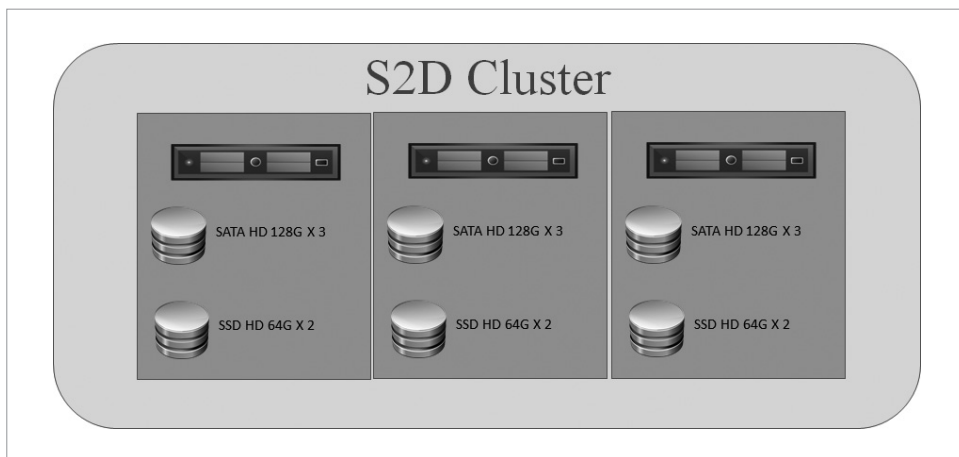 S2D Cluster
SATA HD 128G X 3
SATA HD 128G X 3
SATA HD 128G X 3
SSD HD 64G X 2
SSD HD 64G X 2
SSD HD 64G X 2